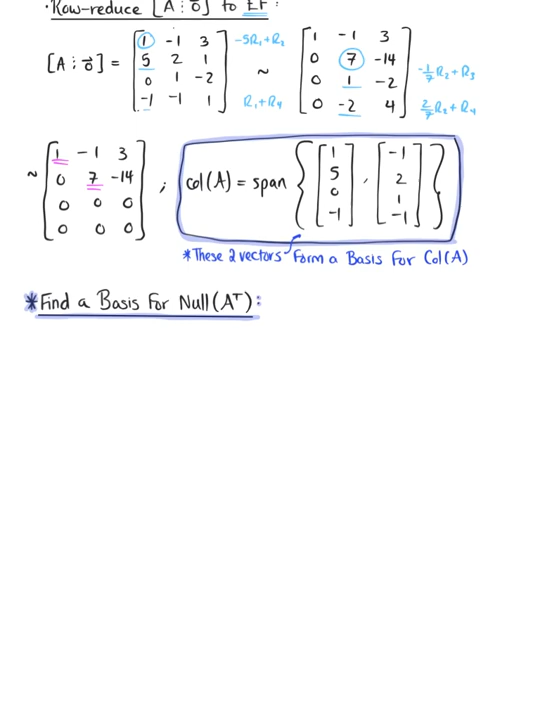 ·Row-reduce [A ⋮ 0⃗] to EF:
[A ⋮ 0⃗] = [1 -1 3; 5 2 1; 0 1 -2; -1 -1 1] -5R₁+R₂ R₁+R₄ ~ [1 -1 3; 0 7 -14; 0 1 -2; 0 -2 4] -1/7R₂+R₃ 2/7R₂+R₄
~ [1 -1 3; 0 7 -14; 0 0 0; 0 0 0] ; Col(A) = span {[1 5 0 -1], [-1 2 1 -1]}
*These 2 vectors Form a Basis For Col(A)
*Find a Basis For Null(Aᵀ):